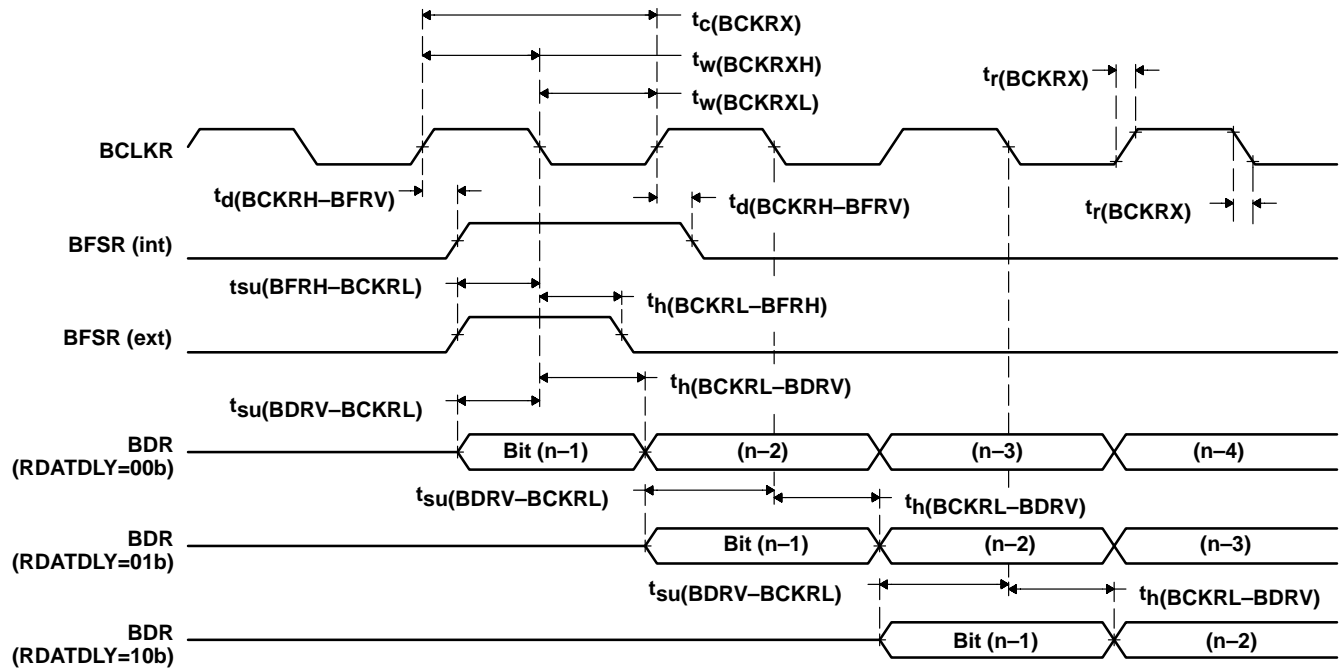 tc(BCKRX)
tw(BCKRXH)
tr(BCKRX)
tw(BCKRXL)
BCLKR
td(BCKRH–BFRV)
td(BCKRH–BFRV)
tr(BCKRX)
BFSR (int)
tsu(BFRH–BCKRL)
th(BCKRL–BFRH)
BFSR (ext)
th(BCKRL–BDRV)
tsu(BDRV–BCKRL)
BDR
(RDATDLY=00b)
Bit (n–1)
(n–2)
(n–3)
(n–4)
tsu(BDRV–BCKRL)
th(BCKRL–BDRV)
BDR
(RDATDLY=01b)
Bit (n–1)
(n–2)
(n–3)
tsu(BDRV–BCKRL)
th(BCKRL–BDRV)
BDR
(RDATDLY=10b)
Bit (n–1)
(n–2)